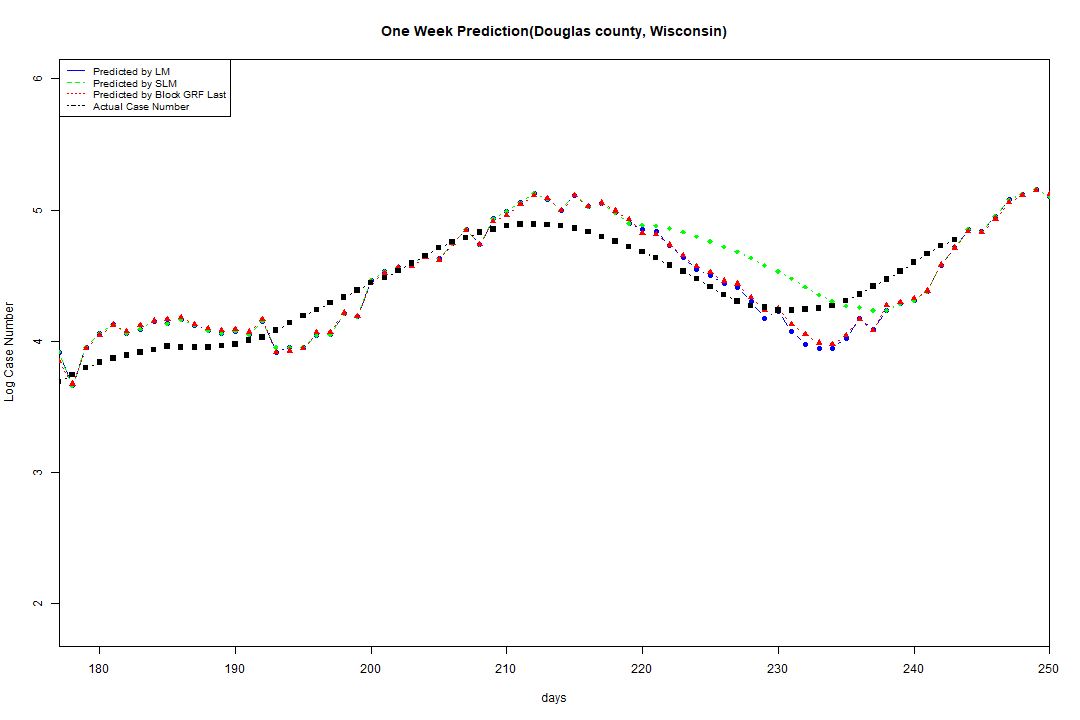 One Week Prediction(Douglas county, Wisconsin)
Predicted by LM
Predicted by SLM
Predicted by Block GRF Last
Actual Case Number
6
5
4
3
2
Log Case Number
180 190 200 210 220 230 240 250
days